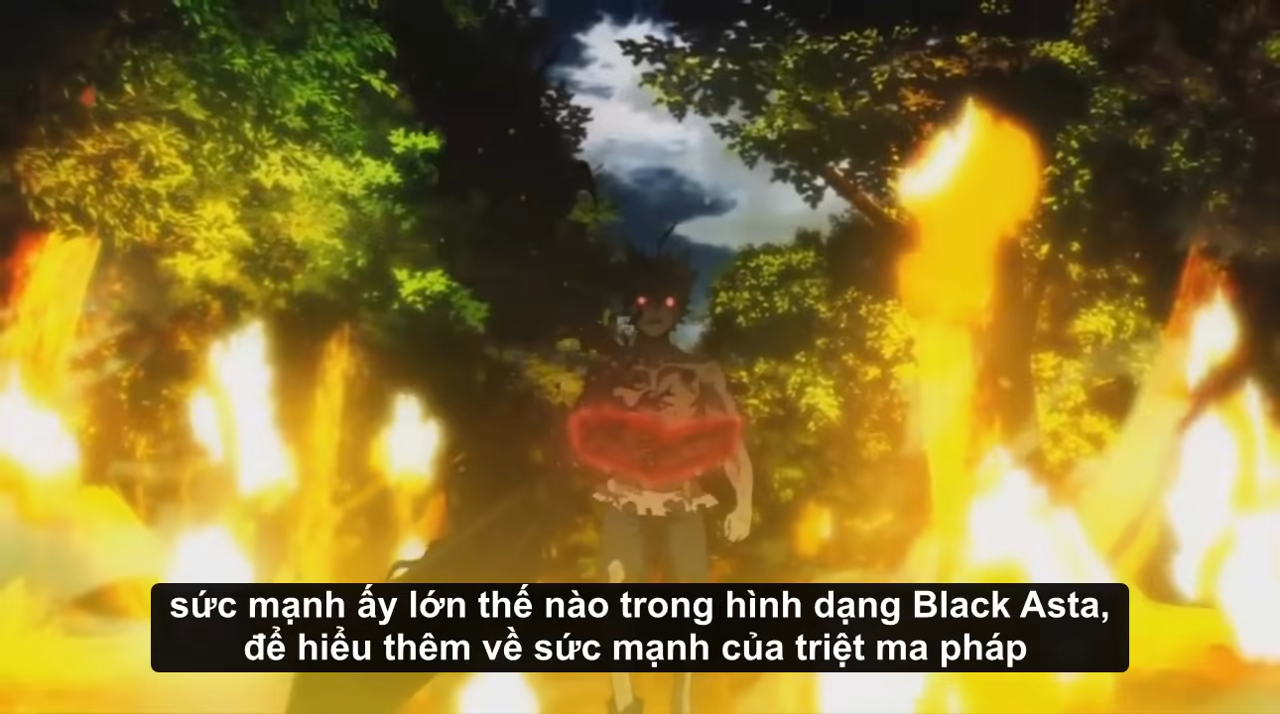 sức mạnh ấy lớn thế nào trong hình dạng Black Asta,
để hiểu thêm về sức mạnh của triệt ma pháp